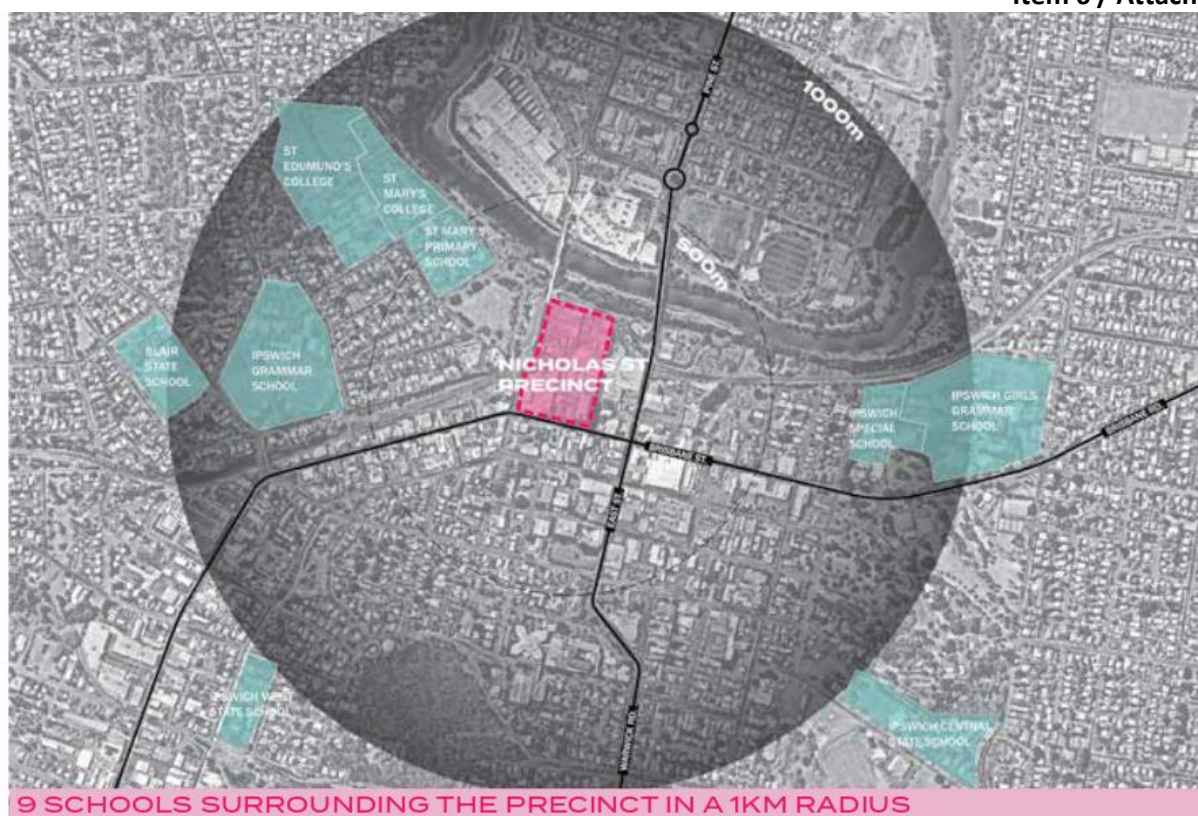 Item 6 / Attach
PINE ST
1000m
500m
ST
EDUMUND'S
COLLEGE
ST
MARY'S
COLLEGE
ST MARY'S
PRIMARY
SCHOOL
BLAIR
STATE
SCHOOL
IPSWICH
GRAMMAR
SCHOOL
NICHOLAS ST
PRECINCT
IPSWICH
SPECIAL
SCHOOL
IPSWICH GIRLS
GRAMMAR
SCHOOL
BRISBANE RD
BRISBANE ST
EAST ST
WARWICK RD
IPSWICH WEST
STATE SCHOOL
IPSWICH CENTRAL
STATE SCHOOL
9 SCHOOLS SURROUNDING THE PRECINCT IN A 1KM RADIUS